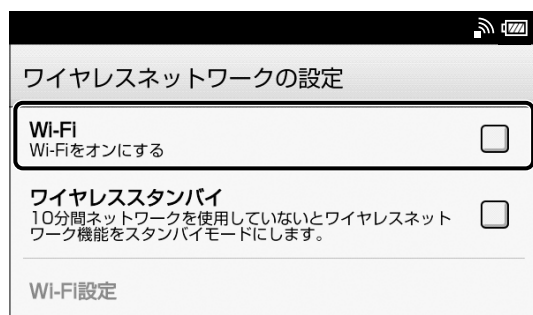 ワイヤレスネットワークの設定
Wi-Fi
Wi-Fiをオンにする
ワイヤレススタンバイ
10分間ネットワークを使用していないとワイヤレスネット
ワーク機能をスタンバイモードにします。
Wi-Fi設定